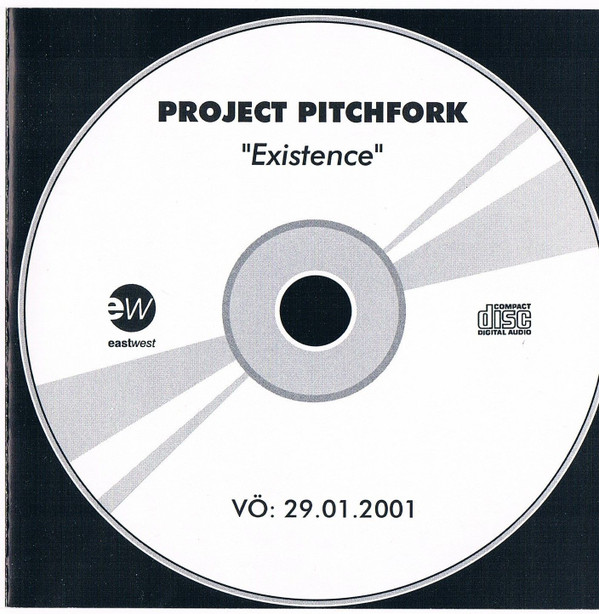 PROJECT PITCHFORK
"Existence"
ew
eastwest
COMPACT
disc
DIGITAL AUDIO
VÖ: 29.01.2001